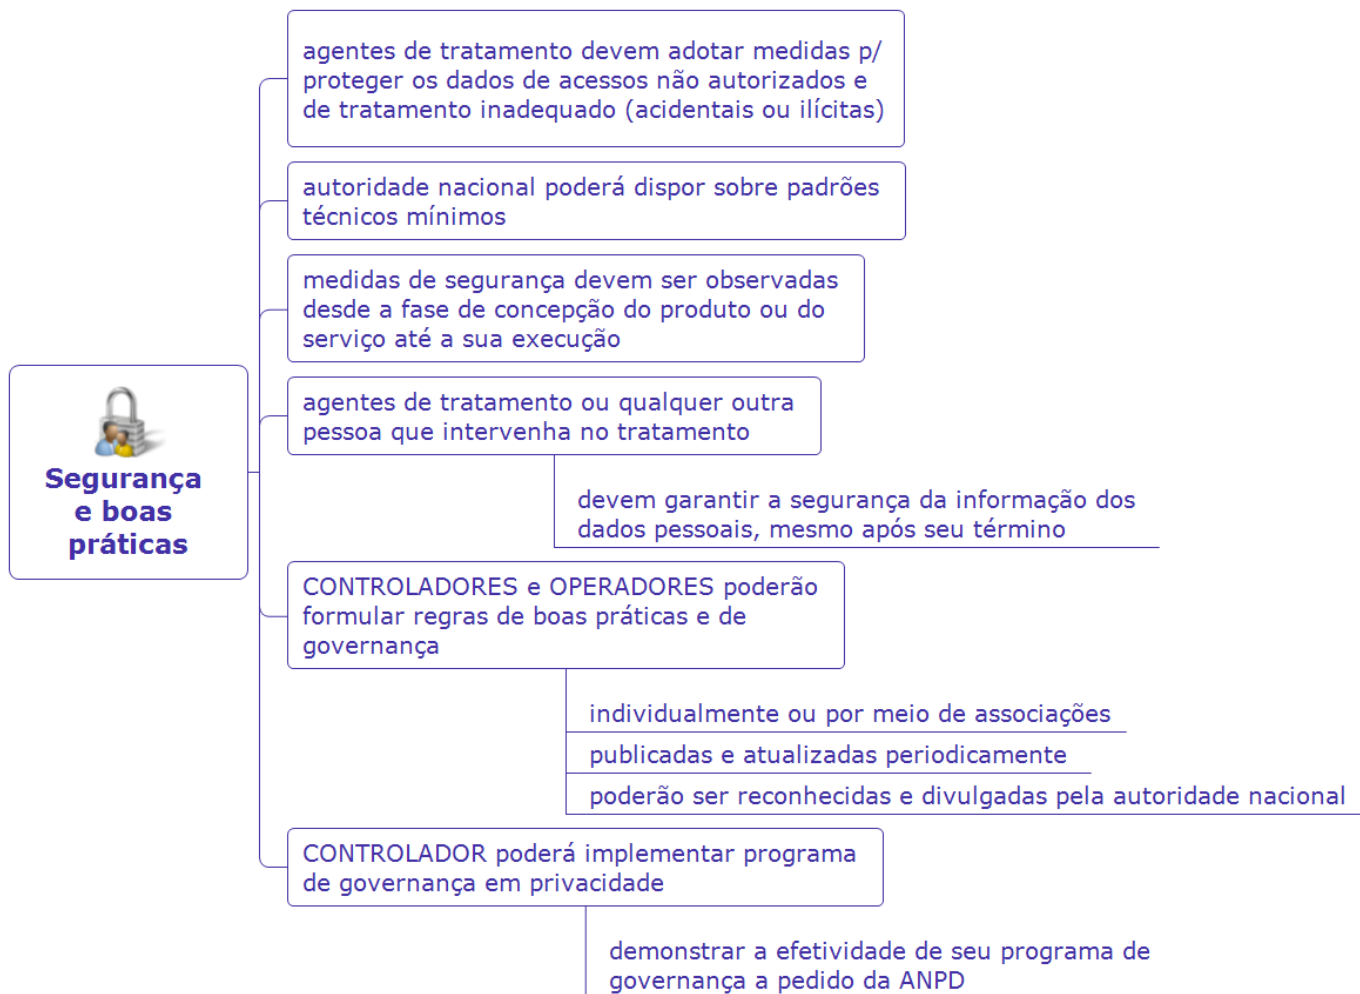 agentes de tratamento devem adotar medidas p/
proteger os dados de acessos não autorizados e
de tratamento inadequado (acidentais ou ilícitas)
autoridade nacional poderá dispor sobre padrões
técnicos mínimos
medidas de segurança devem ser observadas
desde a fase de concepção do produto ou do
serviço até a sua execução
Segurança
e boas
práticas
agentes de tratamento ou qualquer outra
pessoa que intervenha no tratamento
devem garantir a segurança da informação dos
dados pessoais, mesmo após seu término
CONTROLADORES e OPERADORES poderão
formular regras de boas práticas e de
governança
individualmente ou por meio de associações
publicadas e atualizadas periodicamente
poderão ser reconhecidas e divulgadas pela autoridade nacional
CONTROLADOR poderá implementar programa
de governança em privacidade
demonstrar a efetividade de seu programa de
governança a pedido da ANPD